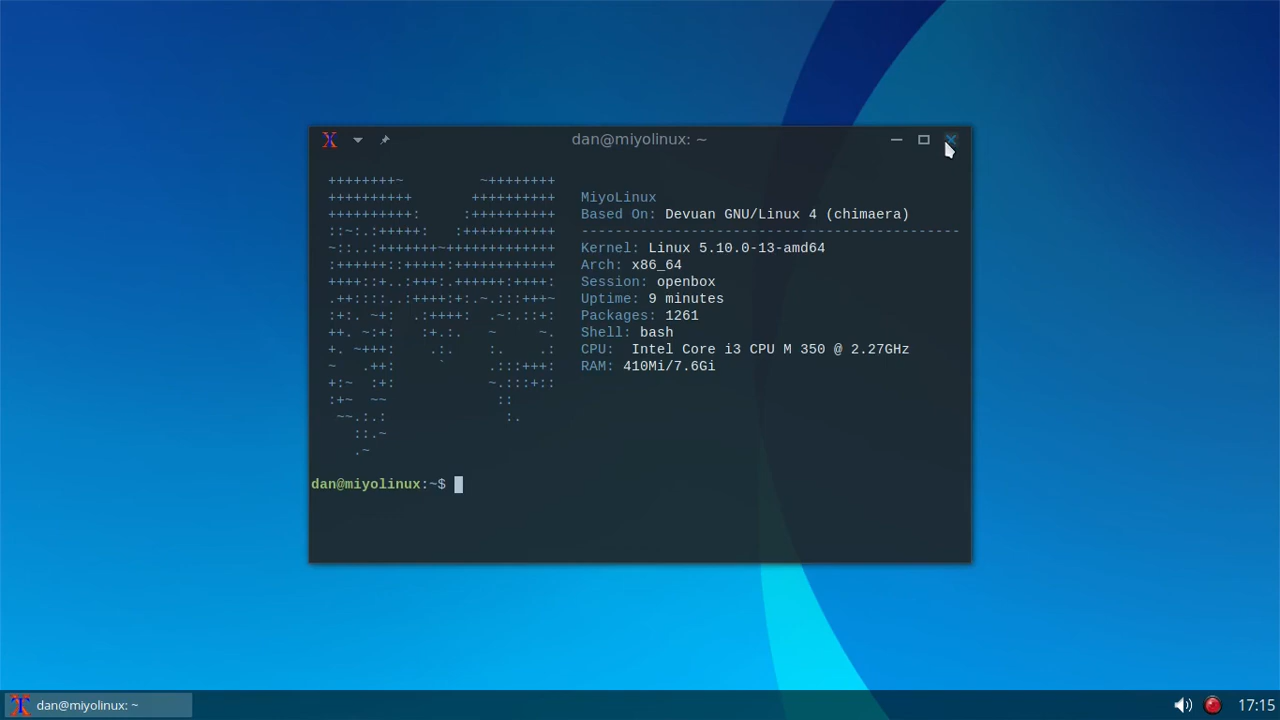 dan@miyolinux: ~
++++++++~         ~++++++++
++++++++++       ++++++++++
++++++++++:     :++++++++++
::~:.:+++++:   :+++++++++++
~::..:+++++++~+++++++++++++
:++++++::+++++:++++++++++++
++++::+..:+++:.++++++:++++:
.++::::..:++++:+:.~.:::+++~
:+:. ~+:  .:++++:  .~:.::+:
++. ~:+:   :+.:.   ~     ~.
+. ~+++:    .:.    :.    .:
~   .++:     `     .:::+++:
+:~  :+:           ~.:::+::
:+~  ~~             ::
~~.:.:              :.
::.~
.~
MiyoLinux
Based On: Devuan GNU/Linux 4 (chimaera)
---------------------------------------------
Kernel: Linux 5.10.0-13-amd64
Arch: x86_64
Session: openbox
Uptime: 9 minutes
Packages: 1261
Shell: bash
CPU:  Intel Core i3 CPU M 350 @ 2.27GHz
RAM: 410Mi/7.6Gi
dan@miyolinux:~$
dan@miyolinux: ~
17:15